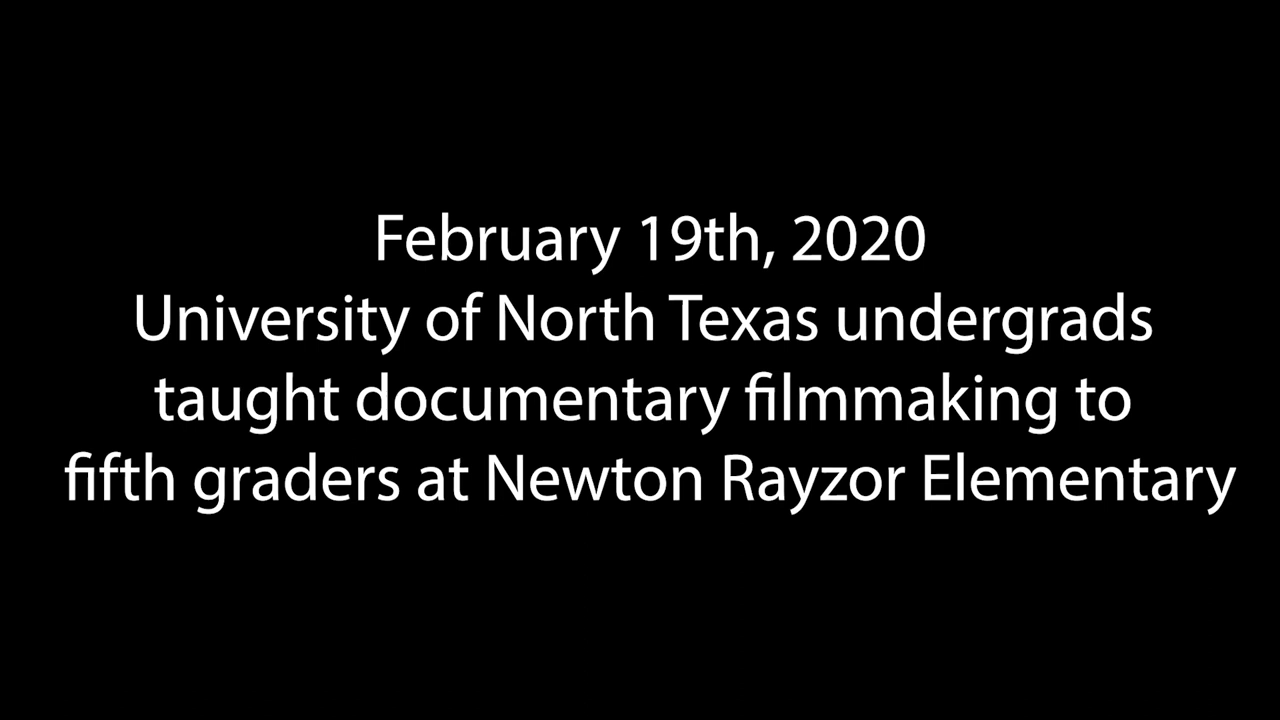 February 19th, 2020
University of North Texas undergrads
taught documentary filmmaking to
fifth graders at Newton Rayzor Elementary